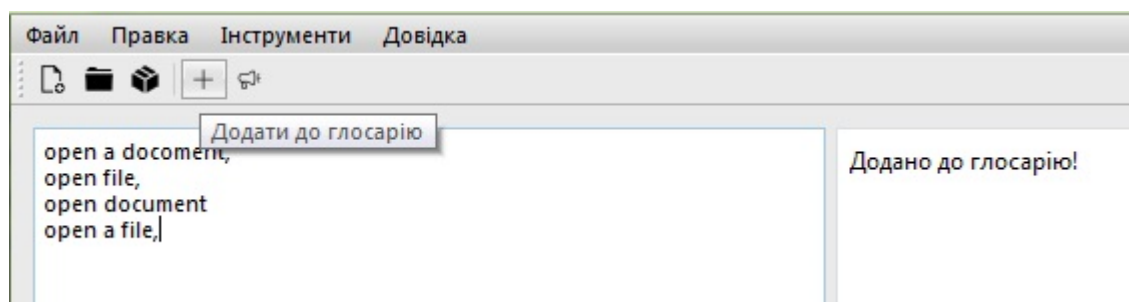 Файл Правка Інструменти Довідка
Додати до глосарію
open a docoment,
open file,
open document
open a file,
Додано до глосарію!